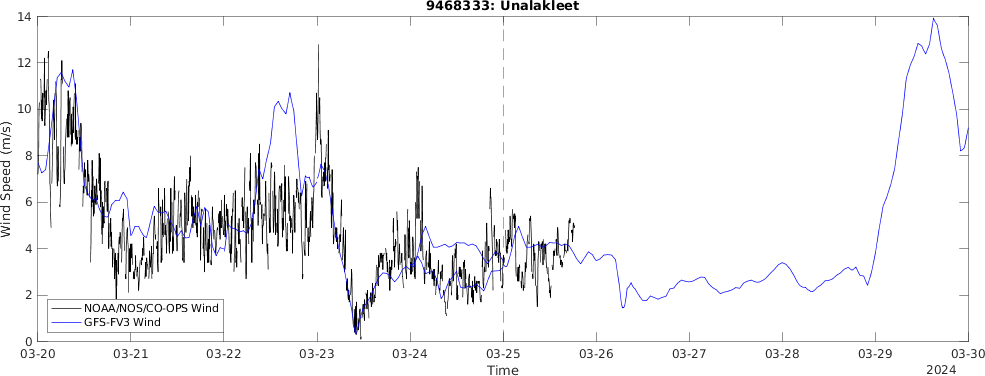 9468333: Unalakleet
14
12
10
8
6
4
2
0
Wind Speed (m/s)
NOAA/NOS/CO-OPS Wind
GFS-FV3 Wind
03-20 03-21 03-22 03-23 03-24 03-25 03-26 03-27 03-28 03-29 03-30
Time
2024